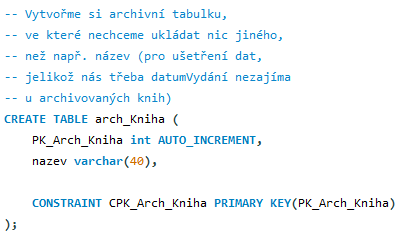 -- Vytvořme si archivní tabulku,
-- ve které nechceme ukládat nic jiného,
-- než např. název (pro ušetření dat,
-- jelikož nás třeba datumVydání nezajíma
-- u archivovaných knih)
CREATE TABLE arch_Kniha (
    PK_Arch_Kniha int AUTO_INCREMENT,
    nazev varchar(40),

    CONSTRAINT CPK_Arch_Kniha PRIMARY KEY(PK_Arch_Kniha)
);